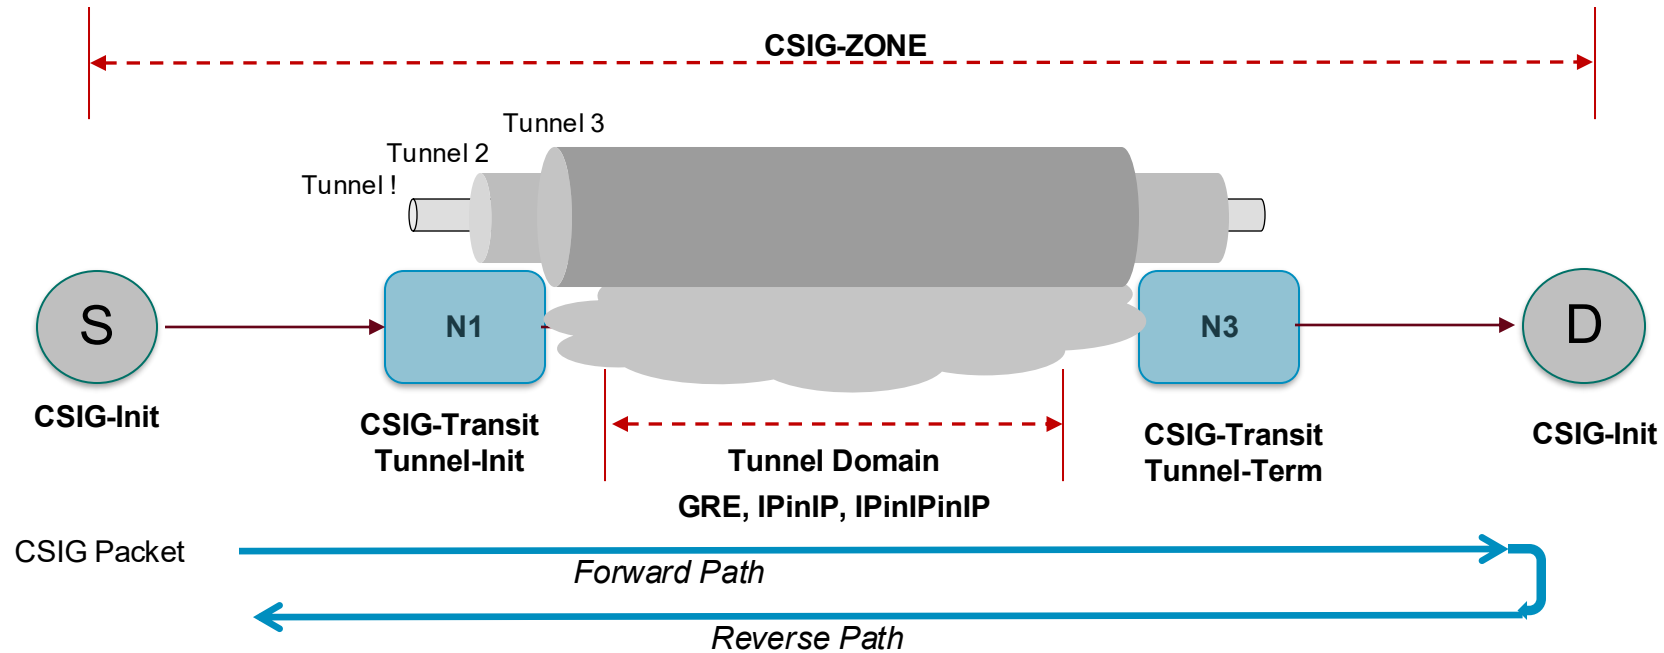 CSIG-ZONE
Tunnel 3
Tunnel 2
Tunnel !
S
N1
N3
D
CSIG-Init
CSIG-Transit
Tunnel-Init
Tunnel Domain
GRE, IPinIP, IPinIPinIP
CSIG-Transit
Tunnel-Term
CSIG-Init
CSIG Packet
Forward Path
Reverse Path